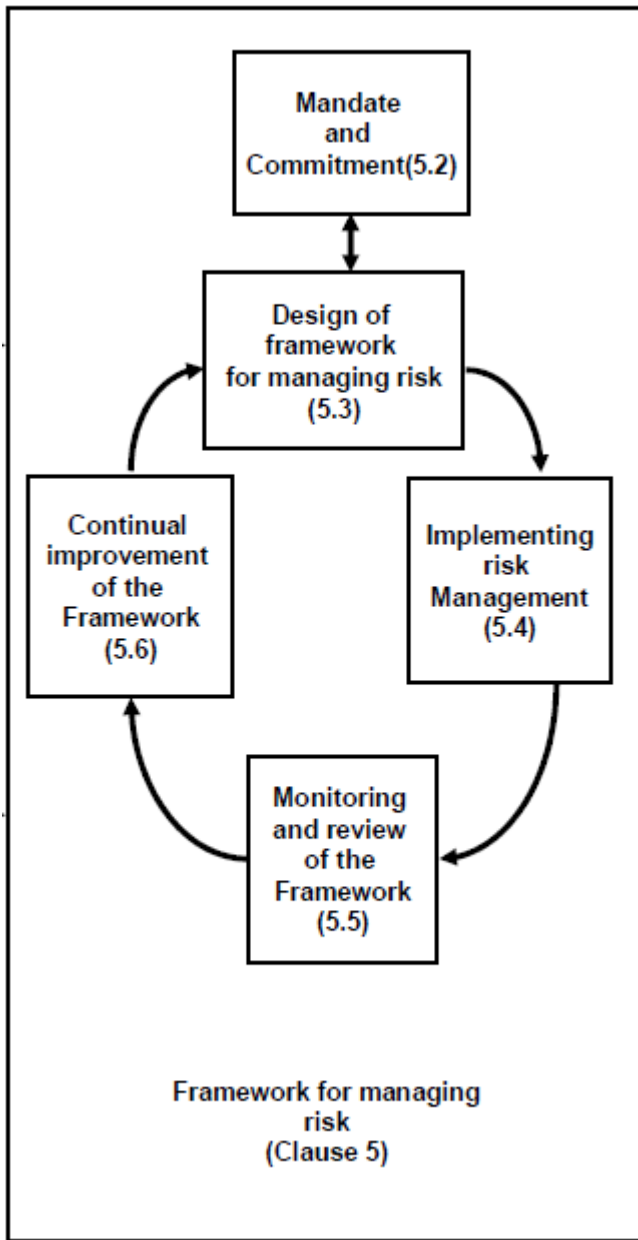 Mandate
and
Commitment(5.2)
Design of
framework
for managing risk
(5.3)
Implementing
risk
Management
(5.4)
Monitoring
and review
of the
Framework
(5.5)
Continual
improvement
of the
Framework
(5.6)
Framework for managing
risk
(Clause 5)